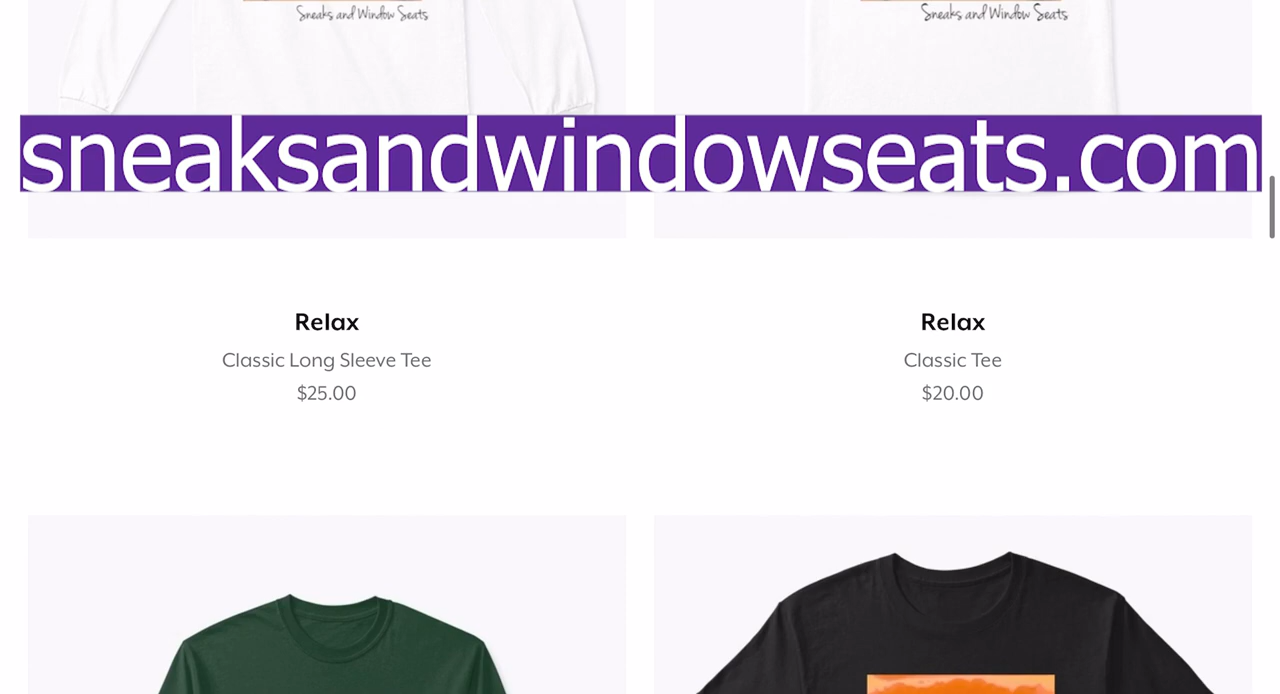 Sneaks and Window Seats
Sneaks and Window Seats
sneaksandwindowseats.com
Relax
Classic Long Sleeve Tee
$25.00
Relax
Classic Tee
$20.00